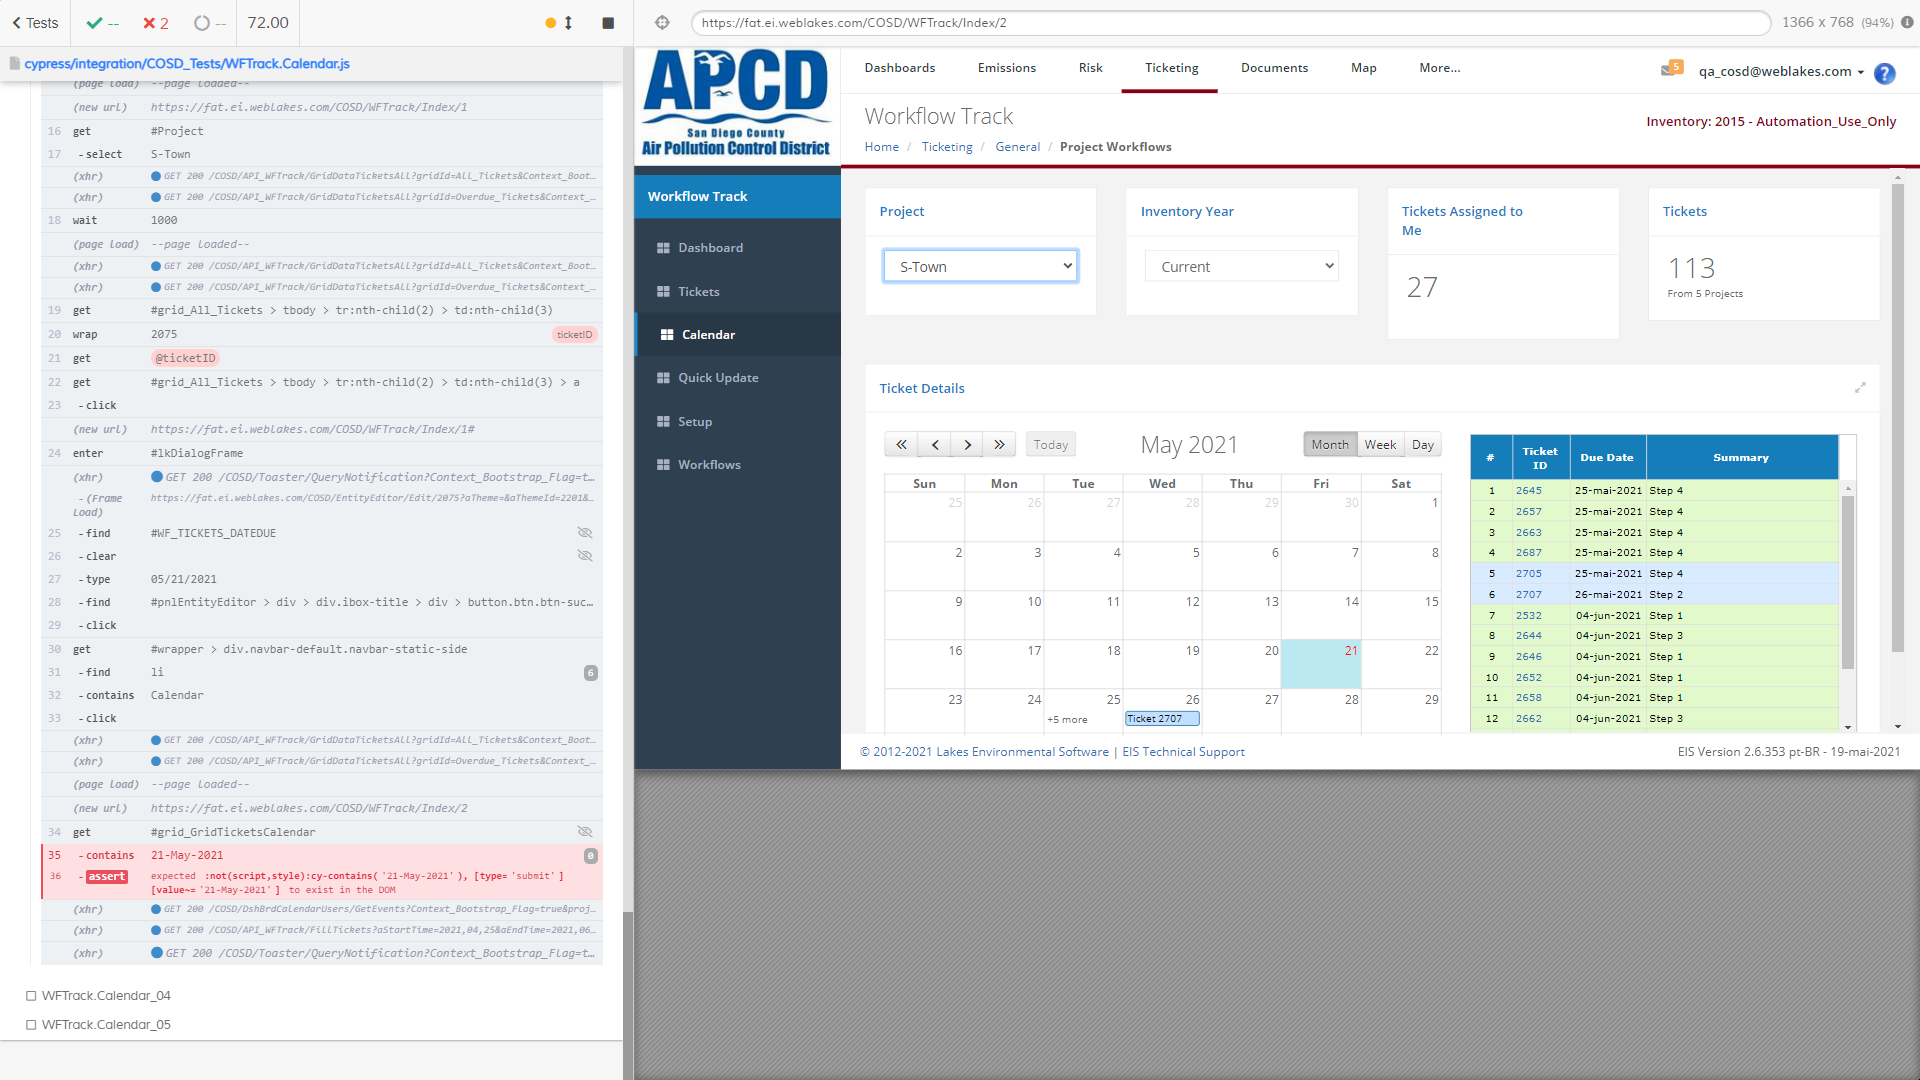 Tests
--
2
--
72.00
cypress/integration/COSD_Tests/WFTrack.Calendar.js
(page load) --page loaded--
(new url) https://fat.ei.weblakes.com/COSD/WFTrack/Index/1
16 get #Project
17 -select S-Town
(xhr) GET 200 /COSD/API_WFTrack/GridDataTicketsAll?gridId=All_Tickets&Context_Boot...
(xhr) GET 200 /COSD/API_WFTrack/GridDataTicketsAll?gridId=Overdue_Tickets&Context_...
18 wait 1000
(page load) --page loaded--
(xhr) GET 200 /COSD/API_WFTrack/GridDataTicketsAll?gridId=All_Tickets&Context_Boot...
(xhr) GET 200 /COSD/API_WFTrack/GridDataTicketsAll?gridId=Overdue_Tickets&Context_...
19 get #grid_All_Tickets > tbody > tr:nth-child(2) > td:nth-child(3)
20 wrap 2075 ticketID
21 get @ticketID
22 get #grid_All_Tickets > tbody > tr:nth-child(2) > td:nth-child(3) > a
23 -click
(new url) https://fat.ei.weblakes.com/COSD/WFTrack/Index/1#
24 enter #lkDialogFrame
(xhr) GET 200 /COSD/Toaster/QueryNotification?Context_Bootstrap_Flag=t...
-(Frame Load) https://fat.ei.weblakes.com/COSD/EntityEditor/Edit/2075?aTheme=&aThemeId=2201&...
25 -find #WF_TICKETS_DATEDUE
26 -clear
27 -type 05/21/2021
28 -find #pnlEntityEditor > div > div.ibox-title > div > button.btn.btn-suc...
29 -click
30 get #wrapper > div.navbar-default.navbar-static-side
31 -find li 6
32 -contains Calendar
33 -click
(xhr) GET 200 /COSD/API_WFTrack/GridDataTicketsAll?gridId=All_Tickets&Context_Boot...
(xhr) GET 200 /COSD/API_WFTrack/GridDataTicketsAll?gridId=Overdue_Tickets&Context_...
(page load) --page loaded--
(new url) https://fat.ei.weblakes.com/COSD/WFTrack/Index/2
34 get #grid_GridTicketsCalendar
35 -contains 21-May-2021 0
36 -assert expected :not(script,style):cy-contains('21-May-2021'), [type='submit']
[value~='21-May-2021'] to exist in the DOM
(xhr) GET 200 /COSD/DshBrdCalendarUsers/GetEvents?Context_Bootstrap_Flag=true&proj...
(xhr) GET 200 /COSD/API_WFTrack/FillTickets?aStartTime=2021,04,25&aEndTime=2021,06...
(xhr) GET 200 /COSD/Toaster/QueryNotification?Context_Bootstrap_Flag=t...
WFTrack.Calendar_04
WFTrack.Calendar_05
https://fat.ei.weblakes.com/COSD/WFTrack/Index/2
1366 x 768 (94%)
APCD
San Diego County
Air Pollution Control District
Dashboards Emissions Risk Ticketing Documents Map More...
5
qa_cosd@weblakes.com
?
Workflow Track
Inventory: 2015 - Automation_Use_Only
Home / Ticketing / General / Project Workflows
Workflow Track
Dashboard
Tickets
Calendar
Quick Update
Setup
Workflows
Project
S-Town
Inventory Year
Current
Tickets Assigned to
Me
27
Tickets
113
From 5 Projects
Ticket Details
Today
May 2021
Month Week Day
Sun Mon Tue Wed Thu Fri Sat
25 26 27 28 29 30 1
2 3 4 5 6 7 8
9 10 11 12 13 14 15
16 17 18 19 20 21 22
23 24 25 26 27 28 29
+5 more
Ticket 2707
# Ticket ID Due Date Summary
1 2645 25-mai-2021 Step 4
2 2657 25-mai-2021 Step 4
3 2663 25-mai-2021 Step 4
4 2687 25-mai-2021 Step 4
5 2705 25-mai-2021 Step 4
6 2707 26-mai-2021 Step 2
7 2532 04-jun-2021 Step 1
8 2644 04-jun-2021 Step 3
9 2646 04-jun-2021 Step 1
10 2652 04-jun-2021 Step 1
11 2658 04-jun-2021 Step 1
12 2662 04-jun-2021 Step 3
© 2012-2021 Lakes Environmental Software | EIS Technical Support
EIS Version 2.6.353 pt-BR - 19-mai-2021